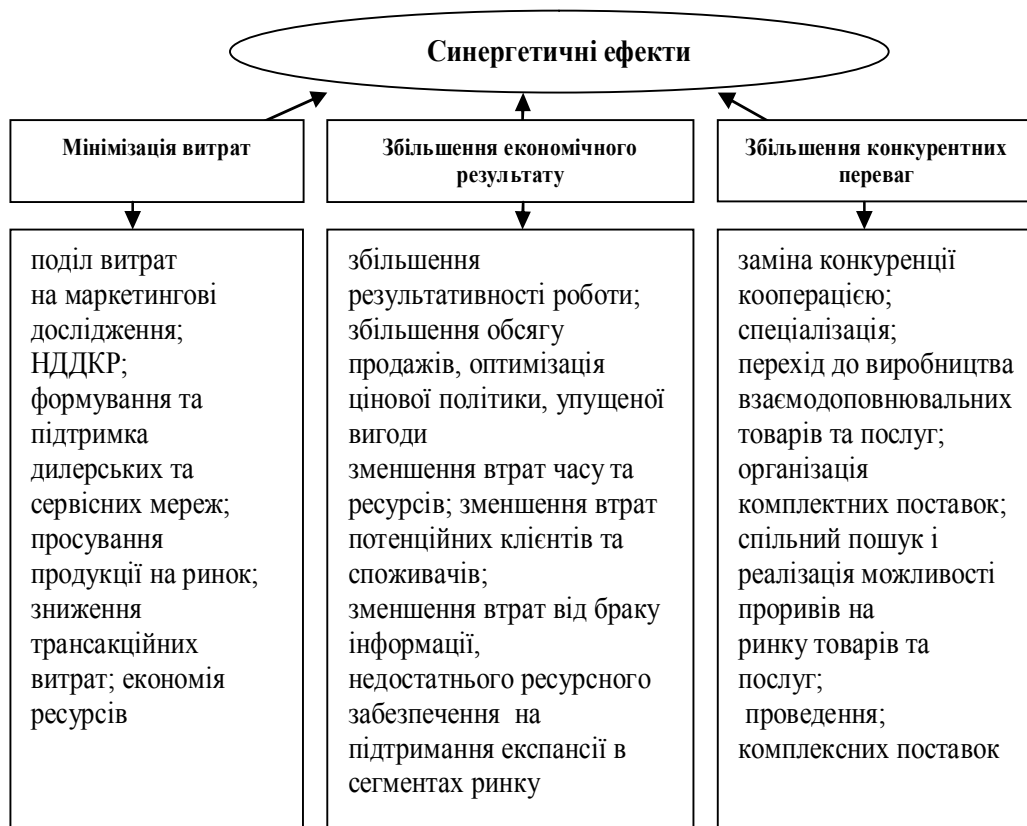 Синергетичні ефекти
Мінімізація витрат
Збільшення економічного
результату
Збільшення конкурентних
переваг
поділ витрат
на маркетингові
дослідження;
НДДКР;
формування та
підтримка
дилерських та
сервісних мереж;
просування
продукції на ринок;
зниження
трансакційних
витрат; економія
ресурсів
збільшення
результативності роботи;
збільшення обсягу
продажів, оптимізація
цінової політики, упущеної
вигоди
зменшення втрат часу та
ресурсів; зменшення втрат
потенційних клієнтів та
споживачів;
зменшення втрат від браку
інформації,
недостатнього ресурсного
забезпечення на
підтримання експансії в
сегментах ринку
заміна конкуренції
кооперацією;
спеціалізація;
перехід до виробництва
взаємодоповнювальних
товарів та послуг;
організація
комплектних поставок;
спільний пошук і
реалізація можливості
проривів на
ринку товарів та
послуг;
проведення;
комплексних поставок